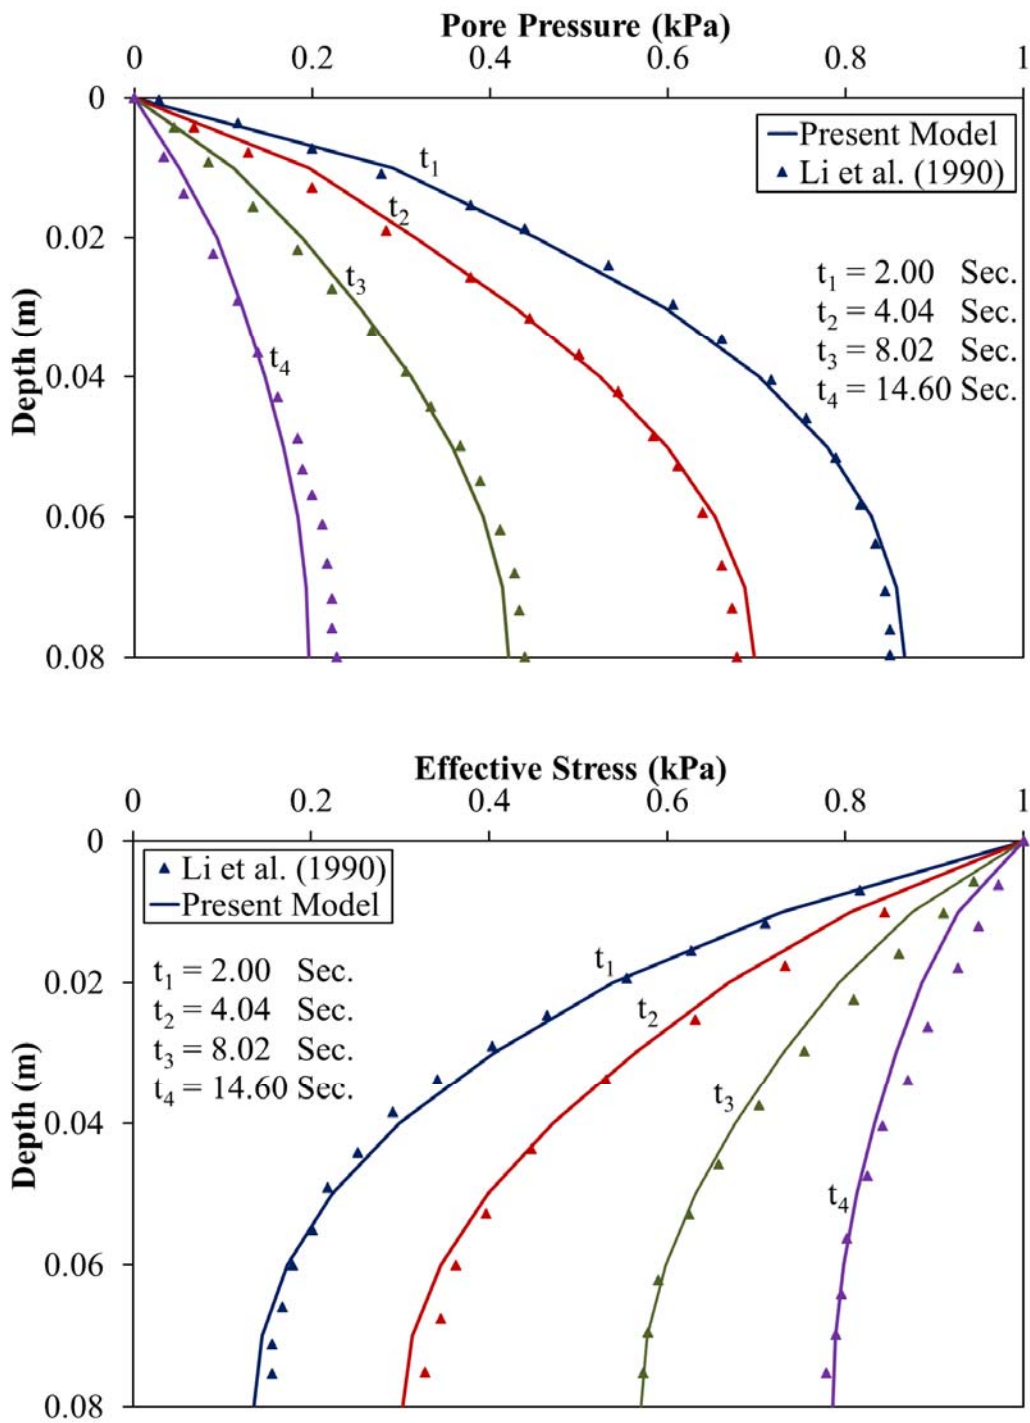 Pore Pressure (kPa)
0 0.2 0.4 0.6 0.8 1
0
0.02
0.04
0.06
0.08
Depth (m)
Present Model
Li et al. (1990)
t1 = 2.00 Sec.
t2 = 4.04 Sec.
t3 = 8.02 Sec.
t4 = 14.60 Sec.
t1
t2
t3
t4
Effective Stress (kPa)
0 0.2 0.4 0.6 0.8 1
0
0.02
0.04
0.06
0.08
Depth (m)
Li et al. (1990)
Present Model
t1 = 2.00 Sec.
t2 = 4.04 Sec.
t3 = 8.02 Sec.
t4 = 14.60 Sec.
t1
t2
t3
t4